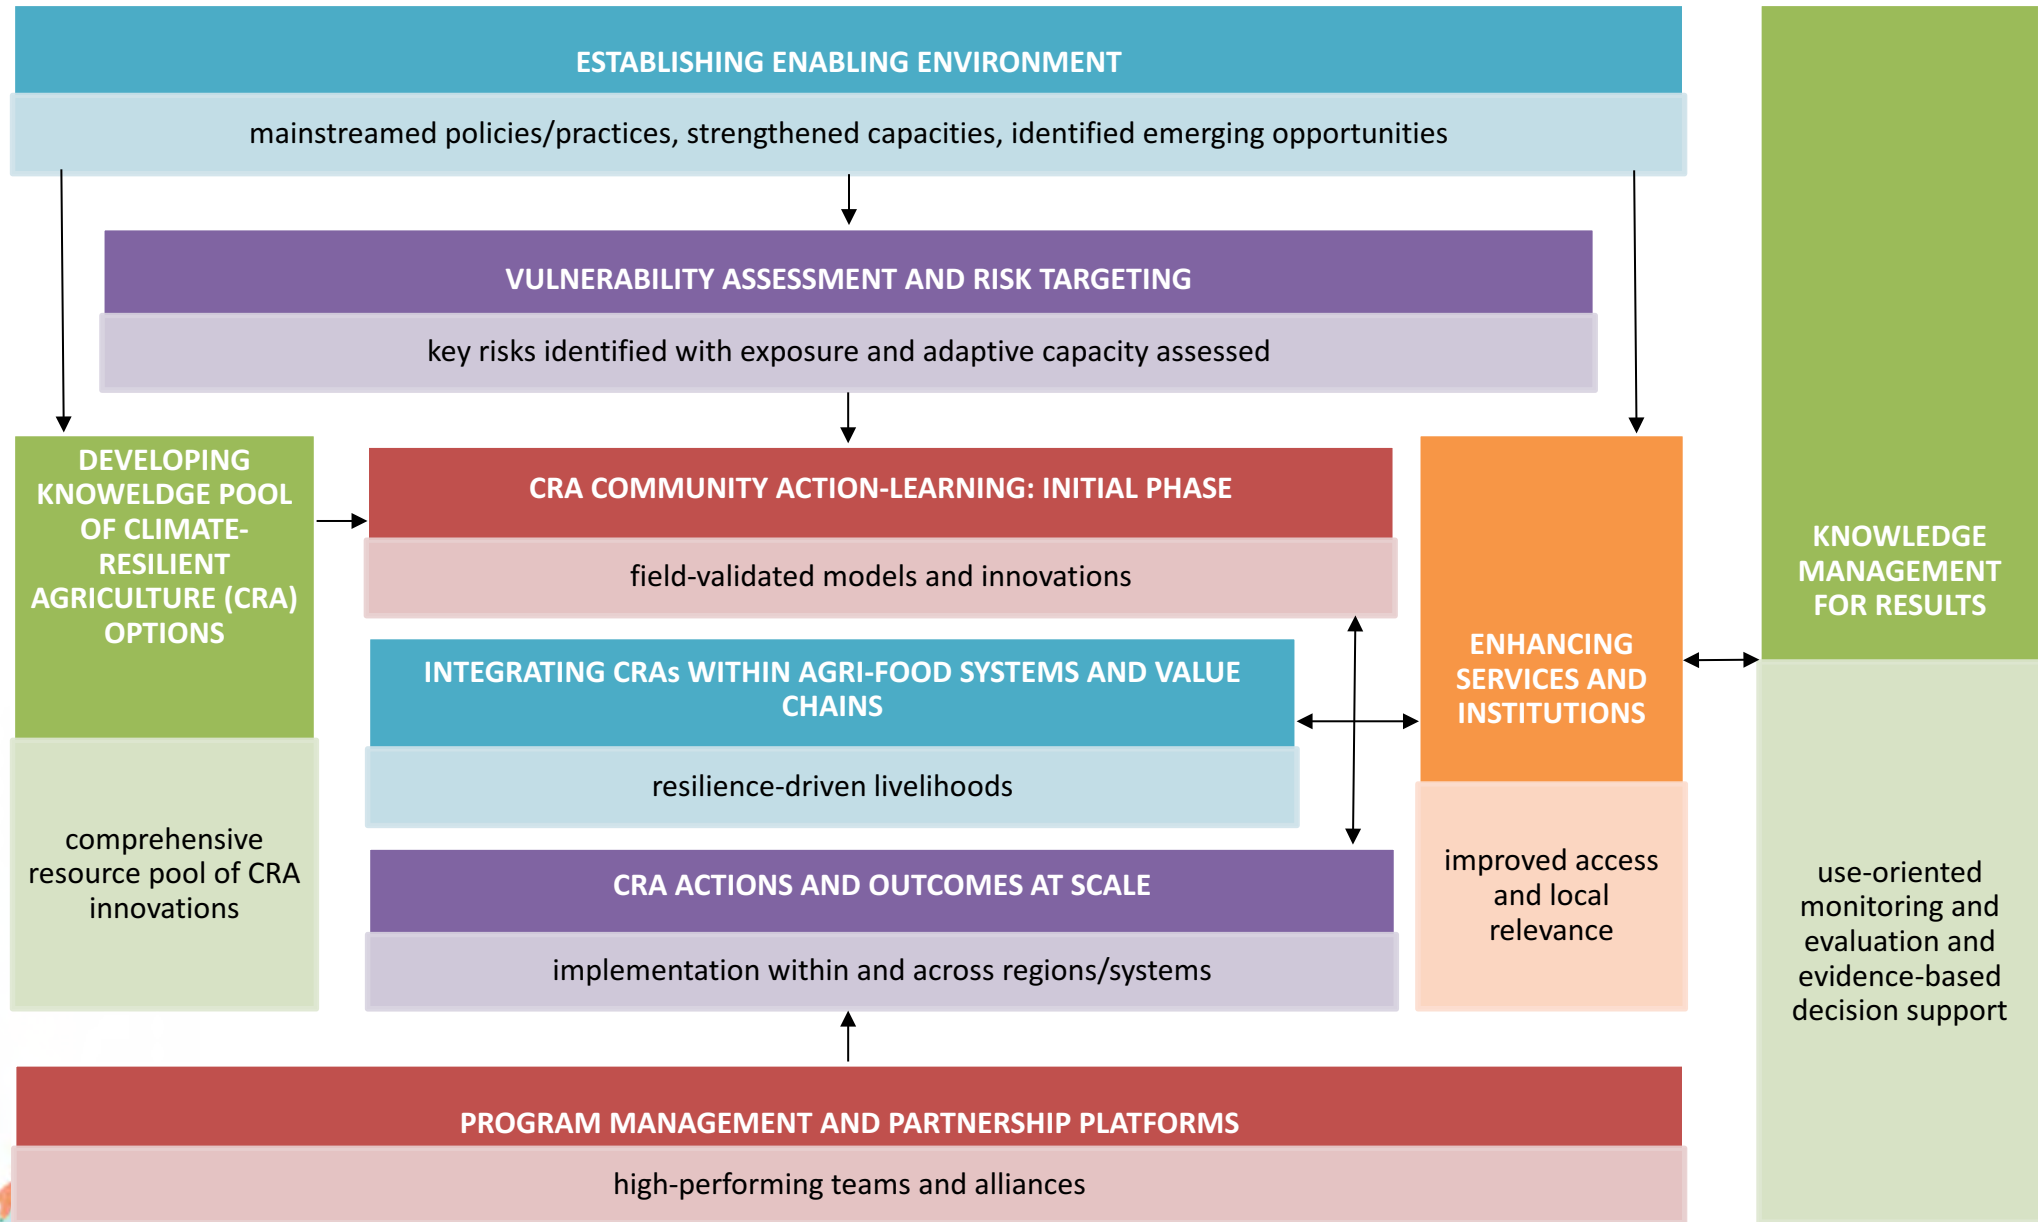 ESTABLISHING ENABLING ENVIRONMENT
mainstreamed policies/practices, strengthened capacities, identified emerging opportunities
VULNERABILITY ASSESSMENT AND RISK TARGETING
key risks identified with exposure and adaptive capacity assessed
DEVELOPING
KNOWELDGE POOL
OF CLIMATE-
RESILIENT
AGRICULTURE (CRA)
OPTIONS
comprehensive
resource pool of CRA
innovations
CRA COMMUNITY ACTION-LEARNING: INITIAL PHASE
field-validated models and innovations
INTEGRATING CRAs WITHIN AGRI-FOOD SYSTEMS AND VALUE
CHAINS
resilience-driven livelihoods
CRA ACTIONS AND OUTCOMES AT SCALE
implementation within and across regions/systems
ENHANCING
SERVICES AND
INSTITUTIONS
improved access
and local
relevance
KNOWLEDGE
MANAGEMENT
FOR RESULTS
use-oriented
monitoring and
evaluation and
evidence-based
decision support
PROGRAM MANAGEMENT AND PARTNERSHIP PLATFORMS
high-performing teams and alliances